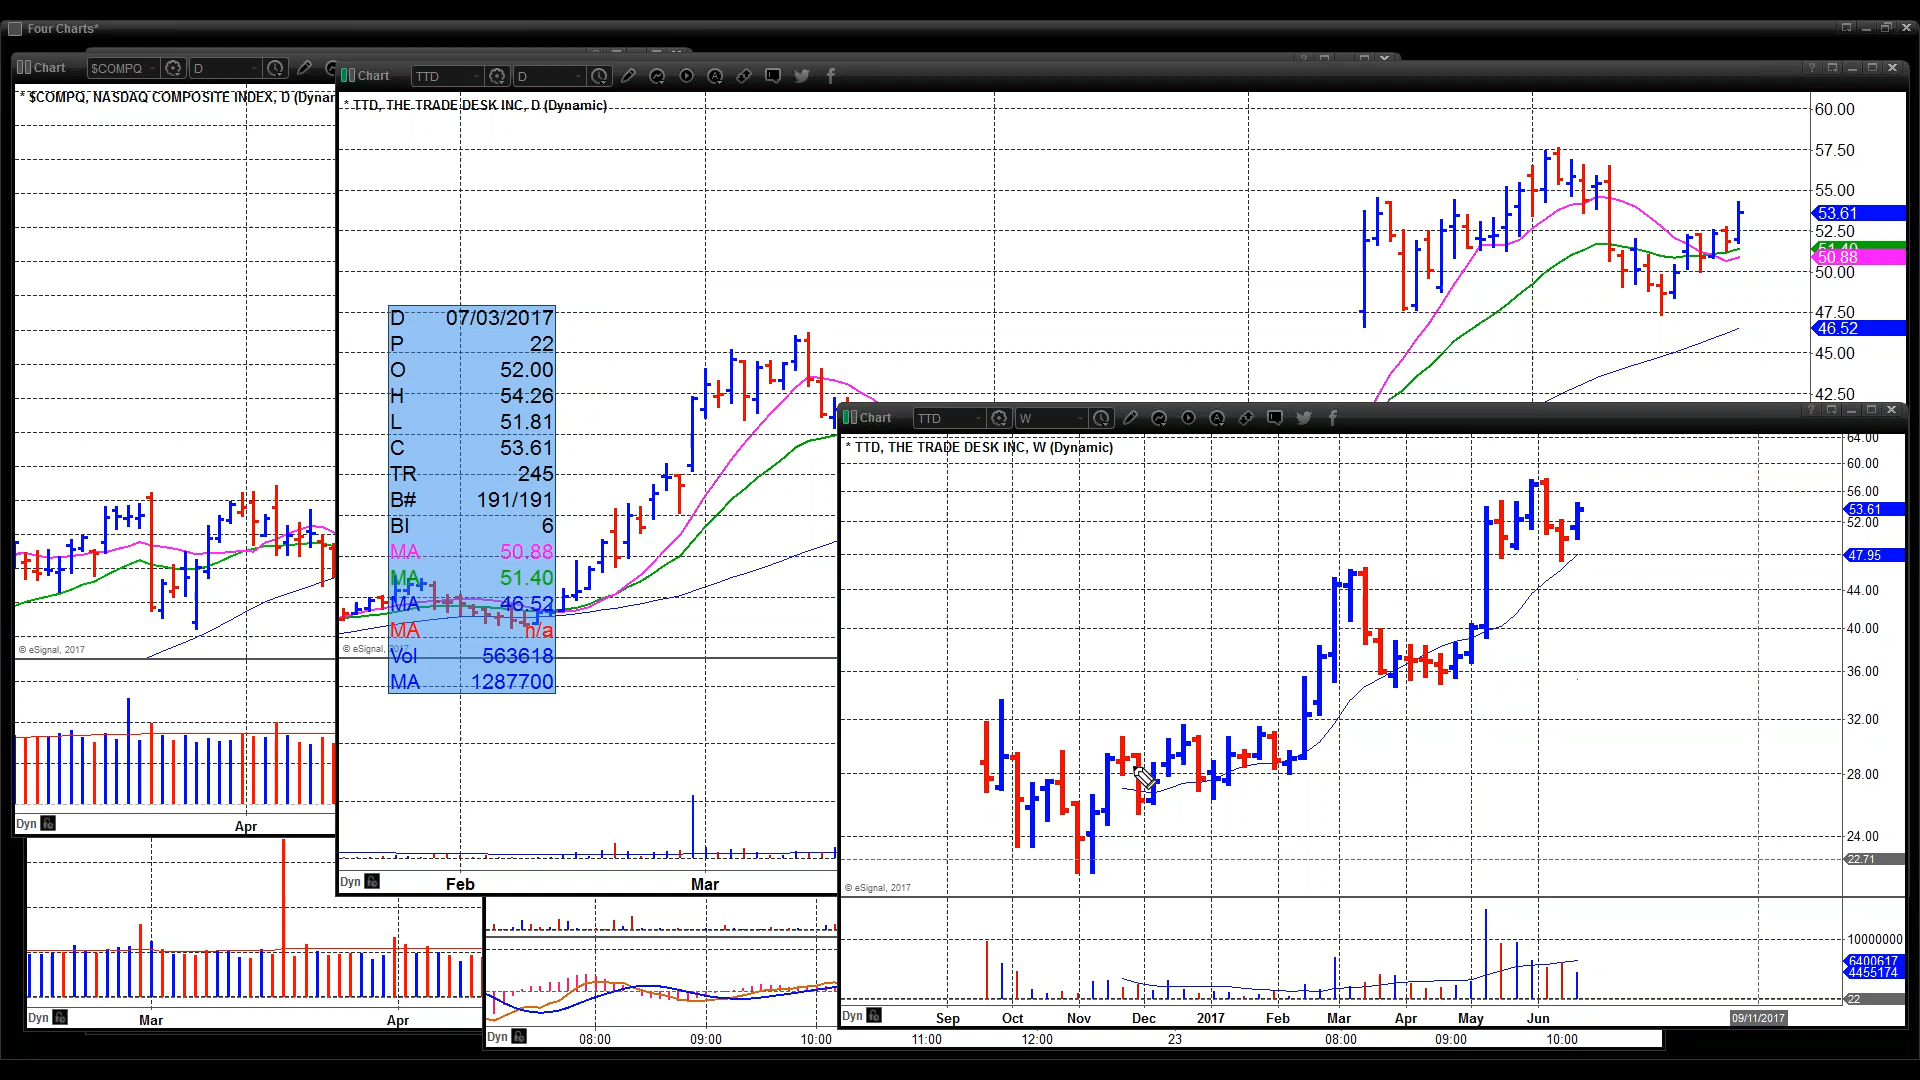 Four Charts*
Chart $COMPQ D
* $COMPQ, NASDAQ COMPOSITE INDEX, D (Dynam
© eSignal, 2017
Dyn
Apr
Dyn
Mar
Apr
Chart TTD D
* TTD, THE TRADE DESK INC, D (Dynamic)
60.00
57.50
55.00
53.61
52.50
51.40
50.88
50.00
47.50
46.52
45.00
42.50
D 07/03/2017
P 22
O 52.00
H 54.26
L 51.81
C 53.61
TR 245
B# 191/191
BI 6
MA 50.88
MA 51.40
MA 46.52
MA n/a
Vol 563618
MA 1287700
© eSignal, 2017
Dyn
Feb
Mar
Chart TTD W
* TTD, THE TRADE DESK INC, W (Dynamic)
64.00
60.00
56.00
53.61
52.00
47.95
44.00
40.00
36.00
32.00
28.00
24.00
22.71
© eSignal, 2017
10000000
6400617
4455174
22
Dyn
Sep Oct Nov Dec 2017 Feb Mar Apr May Jun 09/11/2017
Dyn
08:00 09:00 10:00 11:00 12:00 23 08:00 09:00 10:00